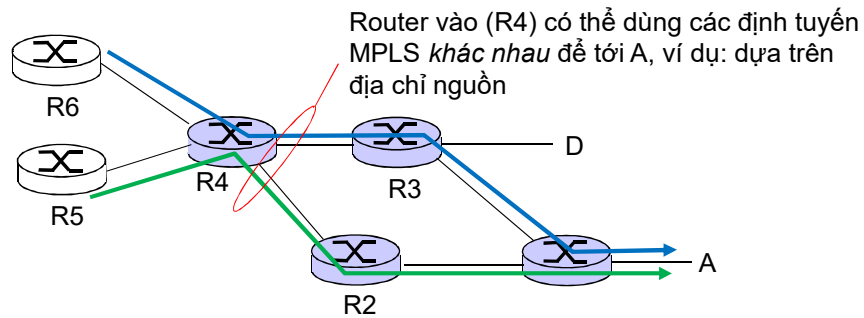 Router vào (R4) có thể dùng các định tuyến
MPLS khác nhau để tới A, ví dụ: dựa trên
địa chỉ nguồn
R6
D
R4
R3
R5
A
R2